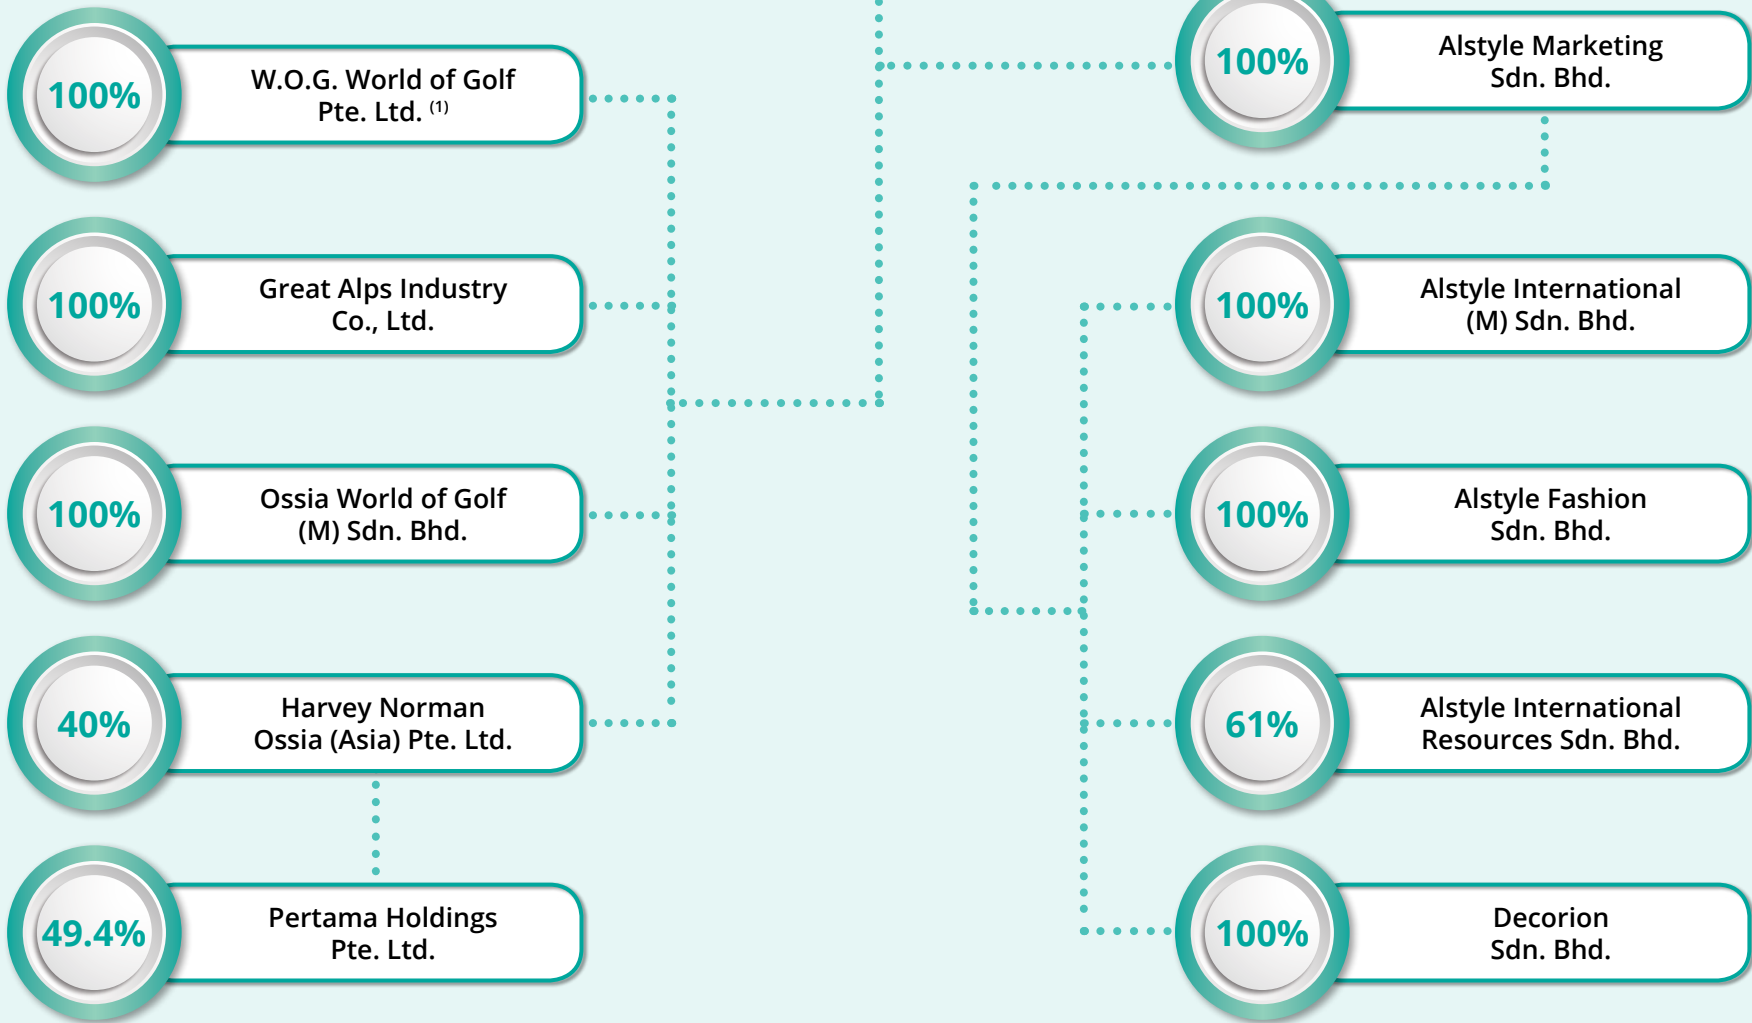 100%
W.O.G. World of Golf
Pte. Ltd. (1)
100%
Great Alps Industry
Co., Ltd.
100%
Ossia World of Golf
(M) Sdn. Bhd.
40%
Harvey Norman
Ossia (Asia) Pte. Ltd.
49.4%
Pertama Holdings
Pte. Ltd.
100%
Alstyle Marketing
Sdn. Bhd.
100%
Alstyle International
(M) Sdn. Bhd.
100%
Alstyle Fashion
Sdn. Bhd.
61%
Alstyle International
Resources Sdn. Bhd.
100%
Decorion
Sdn. Bhd.